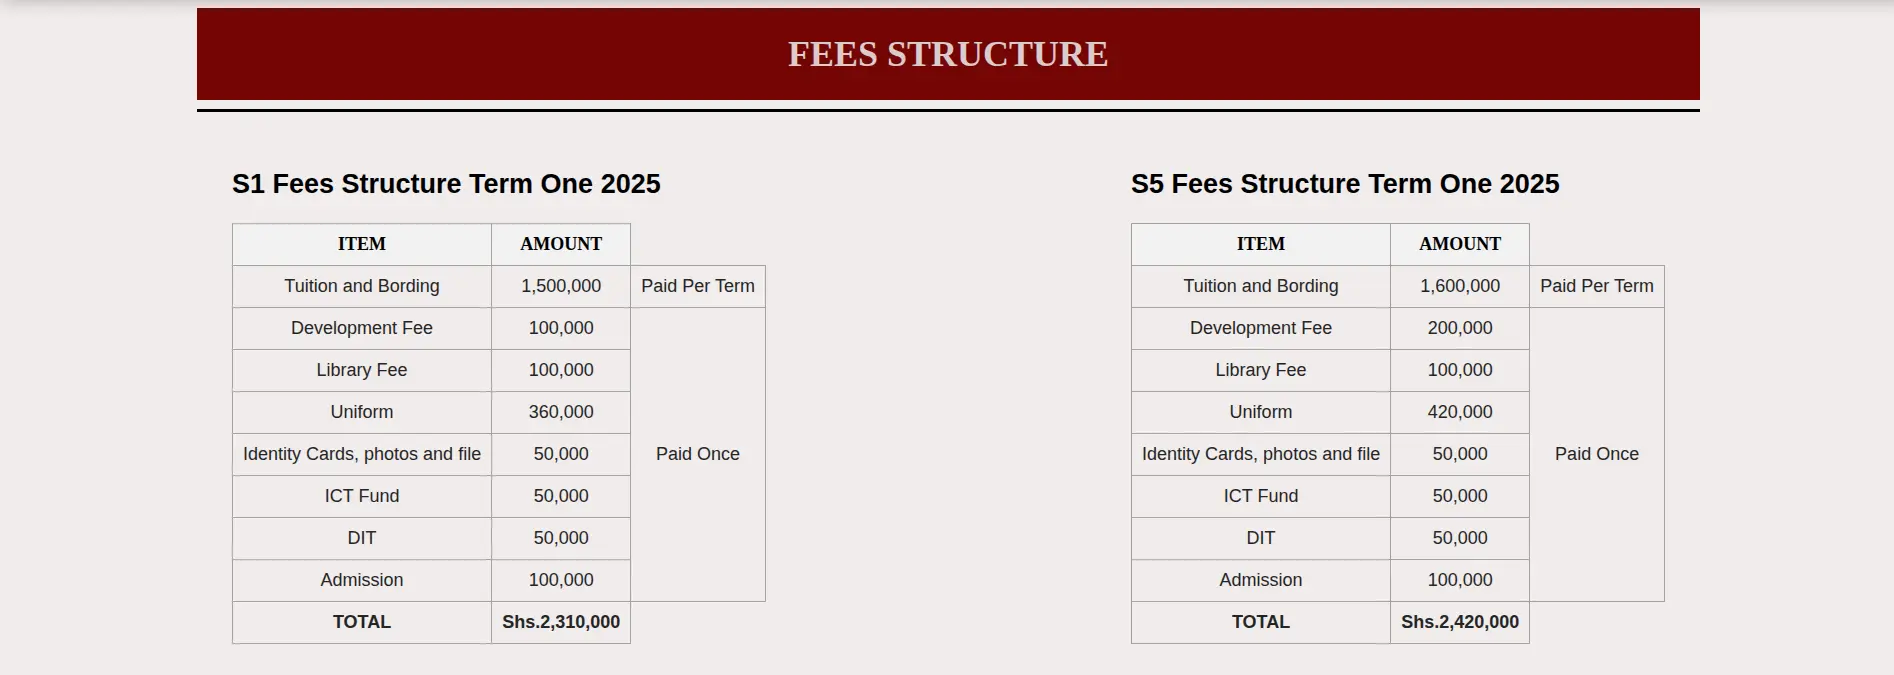 FEES STRUCTURE
S1 Fees Structure Term One 2025
ITEM AMOUNT
Tuition and Bording 1,500,000 Paid Per Term
Development Fee 100,000
Library Fee 100,000
Uniform 360,000
Identity Cards, photos and file 50,000 Paid Once
ICT Fund 50,000
DIT 50,000
Admission 100,000
TOTAL Shs.2,310,000
S5 Fees Structure Term One 2025
ITEM AMOUNT
Tuition and Bording 1,600,000 Paid Per Term
Development Fee 200,000
Library Fee 100,000
Uniform 420,000
Identity Cards, photos and file 50,000 Paid Once
ICT Fund 50,000
DIT 50,000
Admission 100,000
TOTAL Shs.2,420,000